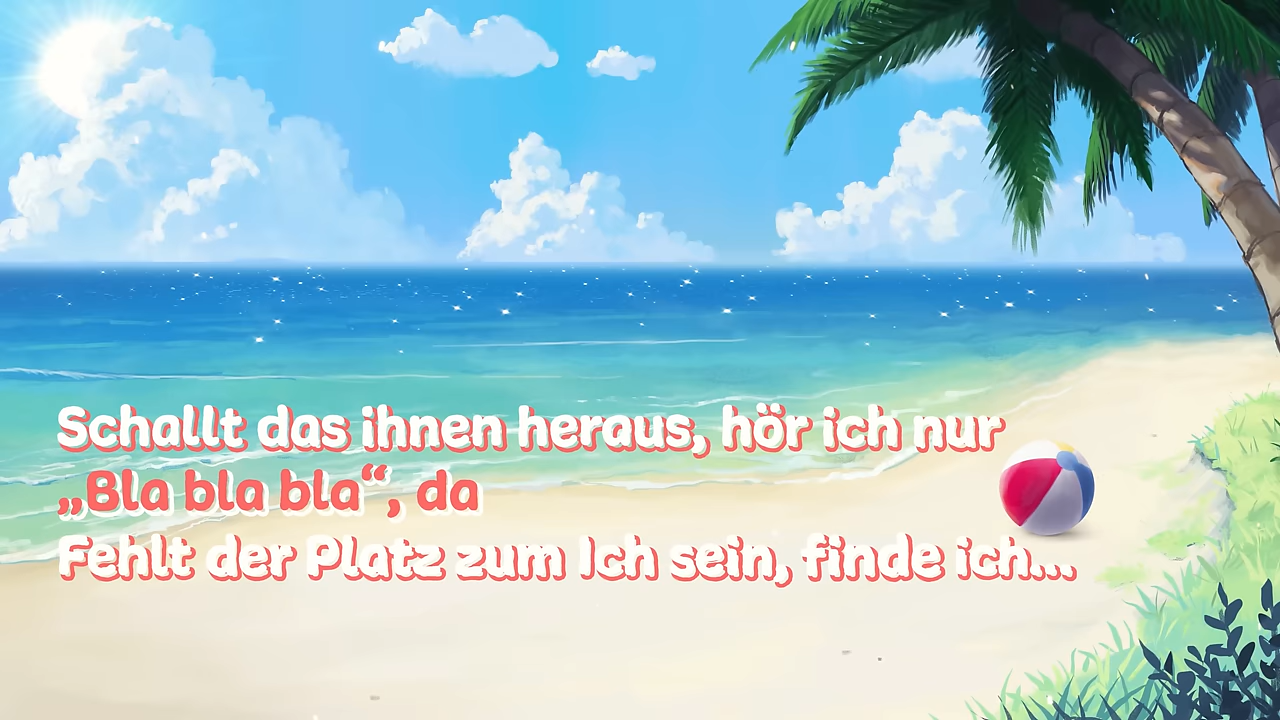 Schallt das ihnen heraus, hör ich nur
„Bla bla bla“, da
Fehlt der Platz zum Ich sein, finde ich...